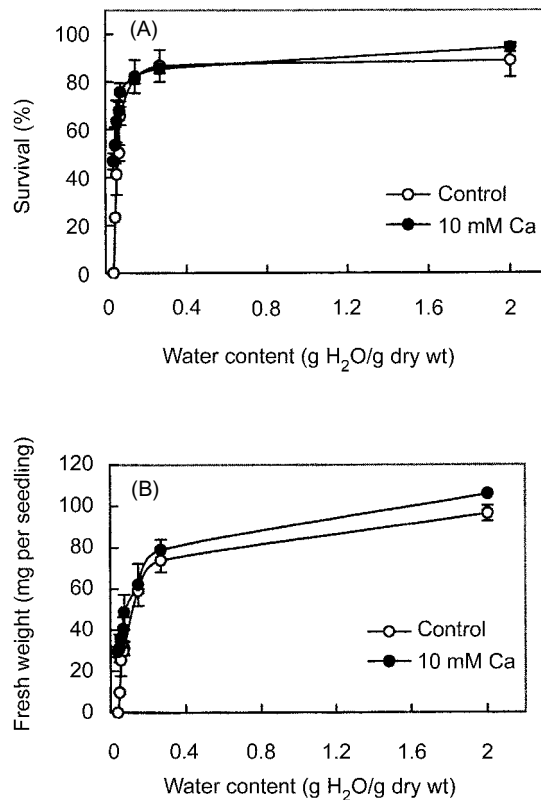 (A)
100
80
60
40
20
0
Survival (%)
Control
10 mM Ca
0 0.4 0.8 1.2 1.6 2
Water content (g H₂O/g dry wt)
(B)
120
100
80
60
40
20
0
Fresh weight (mg per seedling)
Control
10 mM Ca
0 0.4 0.8 1.2 1.6 2
Water content (g H₂O/g dry wt)